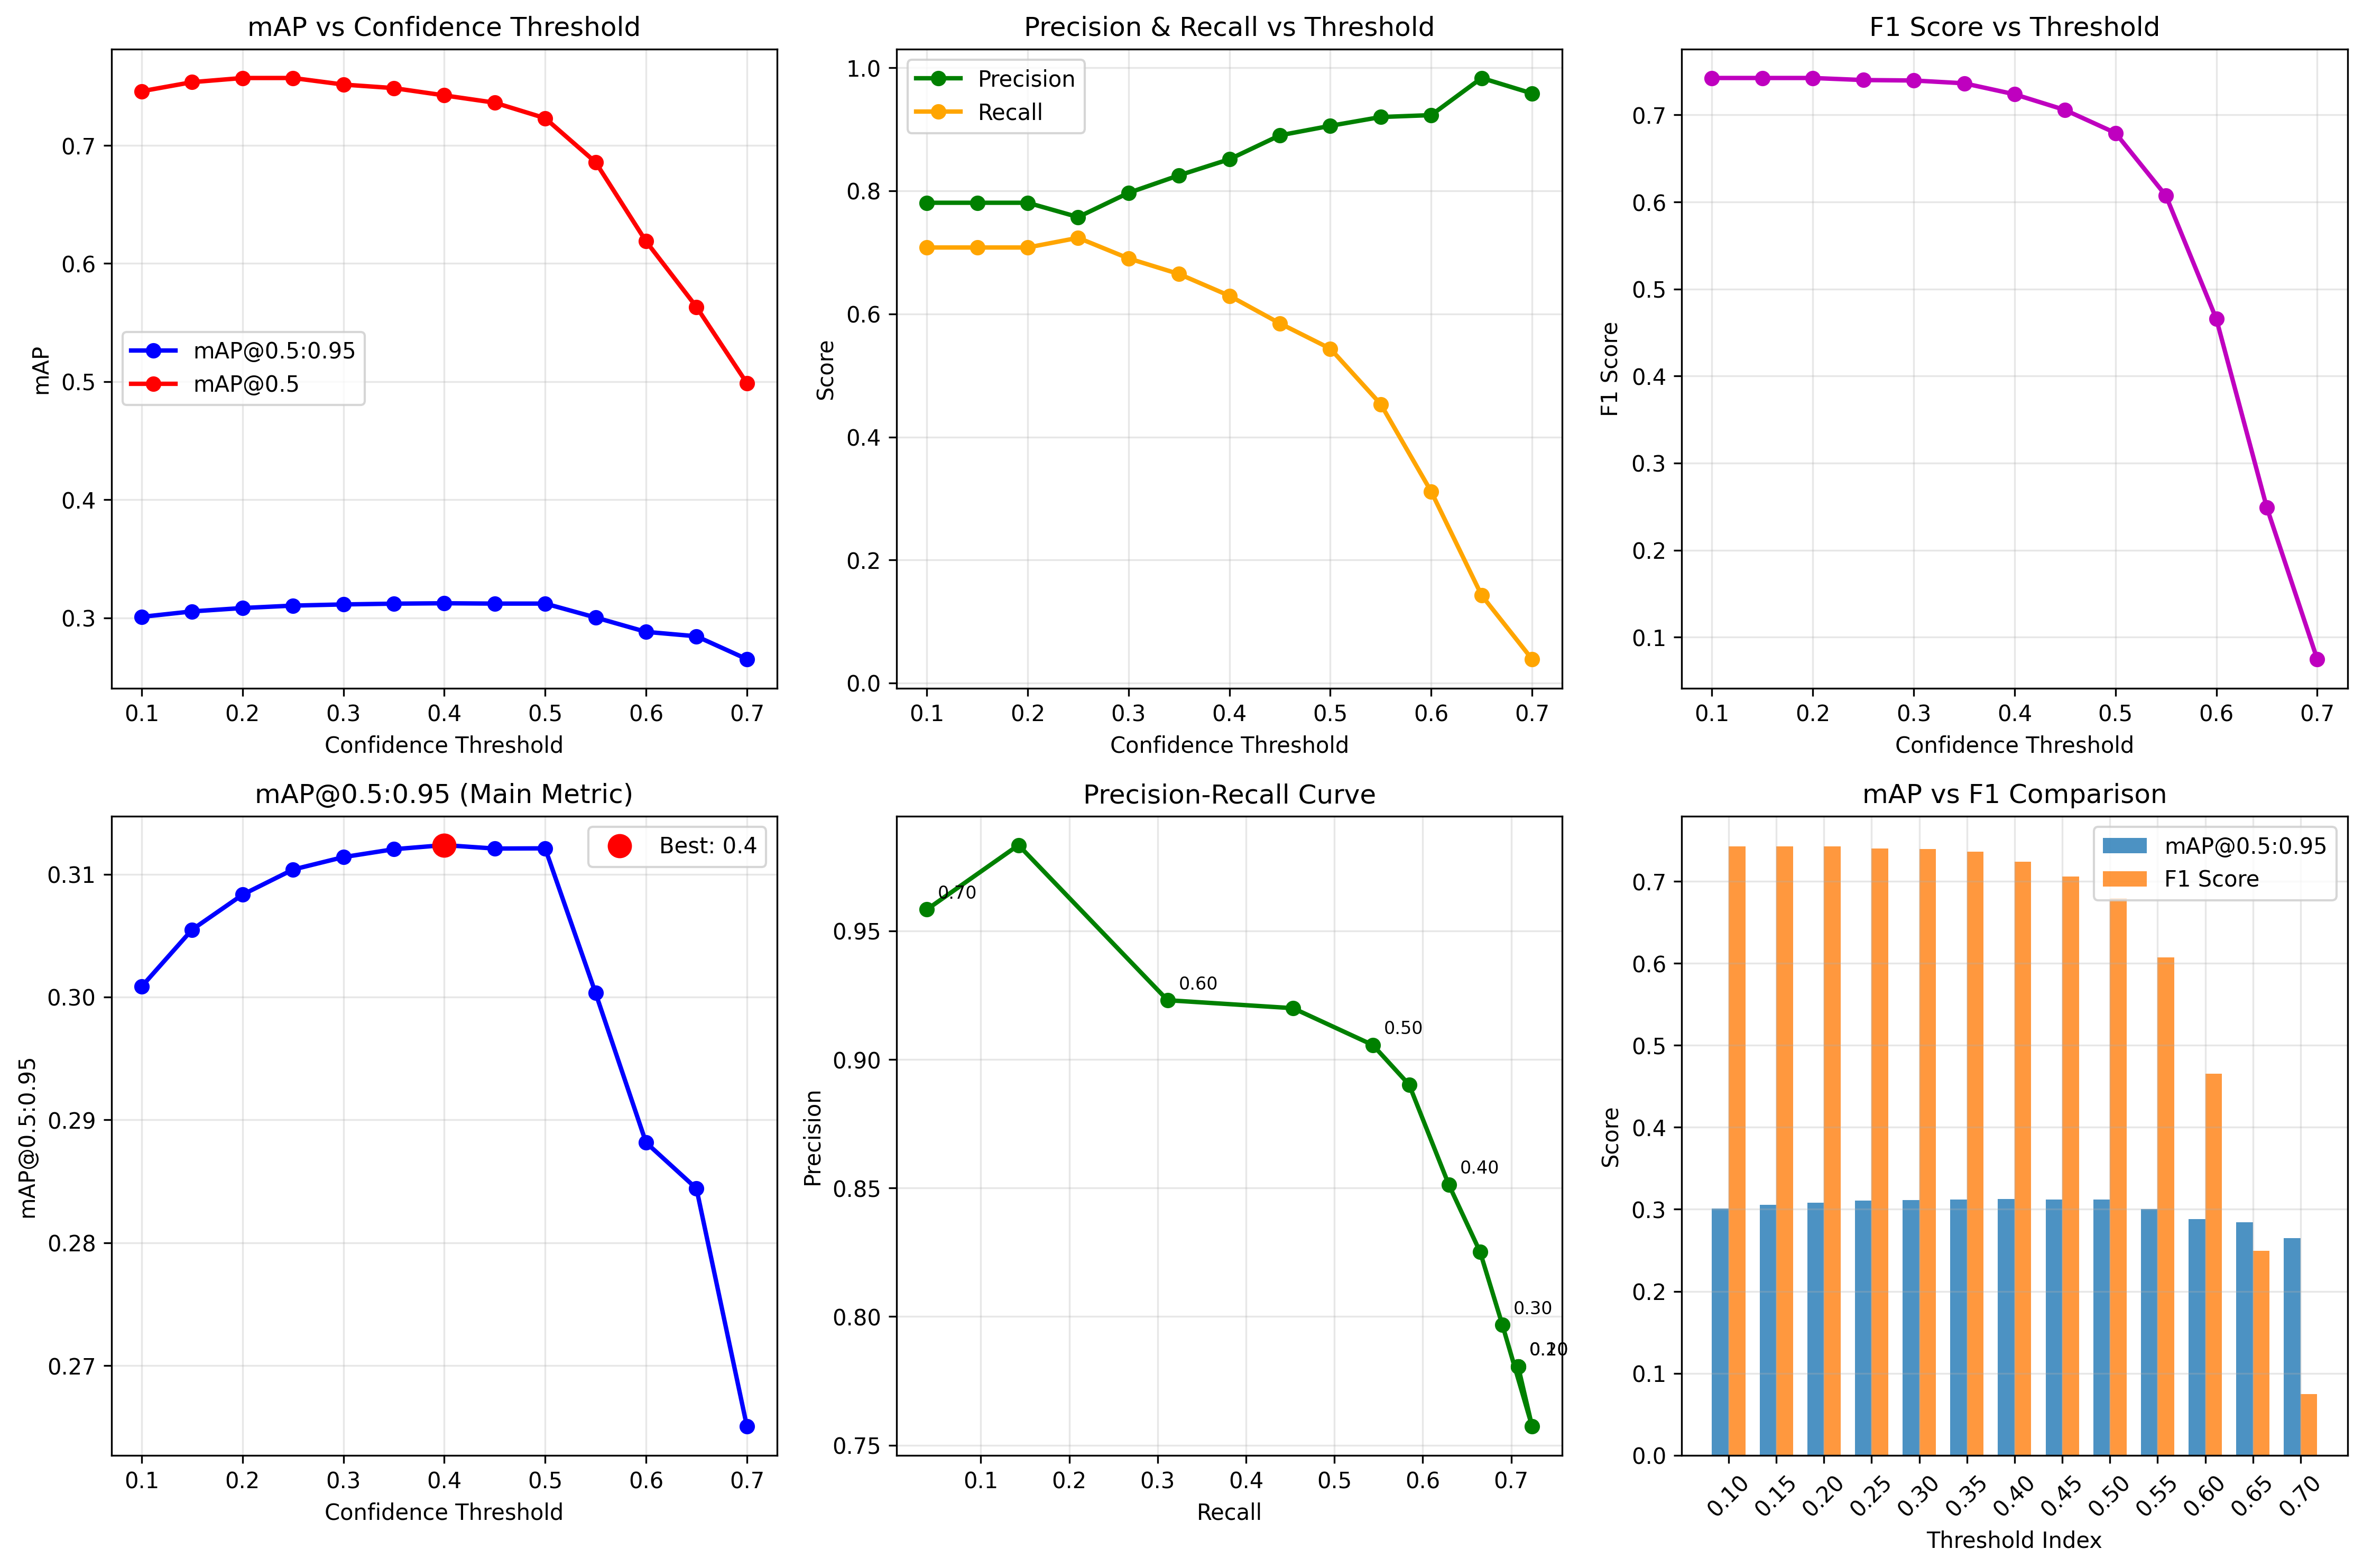 mAP vs Confidence Threshold
mAP
0.7
0.6
0.5
0.4
0.3
mAP@0.5:0.95
mAP@0.5
0.1 0.2 0.3 0.4 0.5 0.6 0.7
Confidence Threshold
Precision & Recall vs Threshold
Score
1.0
0.8
0.6
0.4
0.2
0.0
Precision
Recall
0.1 0.2 0.3 0.4 0.5 0.6 0.7
Confidence Threshold
F1 Score vs Threshold
F1 Score
0.7
0.6
0.5
0.4
0.3
0.2
0.1
0.1 0.2 0.3 0.4 0.5 0.6 0.7
Confidence Threshold
mAP@0.5:0.95 (Main Metric)
mAP@0.5:0.95
0.31
0.30
0.29
0.28
0.27
Best: 0.4
0.1 0.2 0.3 0.4 0.5 0.6 0.7
Confidence Threshold
Precision-Recall Curve
Precision
0.95
0.90
0.85
0.80
0.75
0.70
0.60
0.50
0.40
0.30
0.1 0.2 0.3 0.4 0.5 0.6 0.7
Recall
mAP vs F1 Comparison
Score
0.7
0.6
0.5
0.4
0.3
0.2
0.1
0.0
mAP@0.5:0.95
F1 Score
0.10 0.15 0.20 0.25 0.30 0.35 0.40 0.45 0.50 0.55 0.60 0.65 0.70
Threshold Index